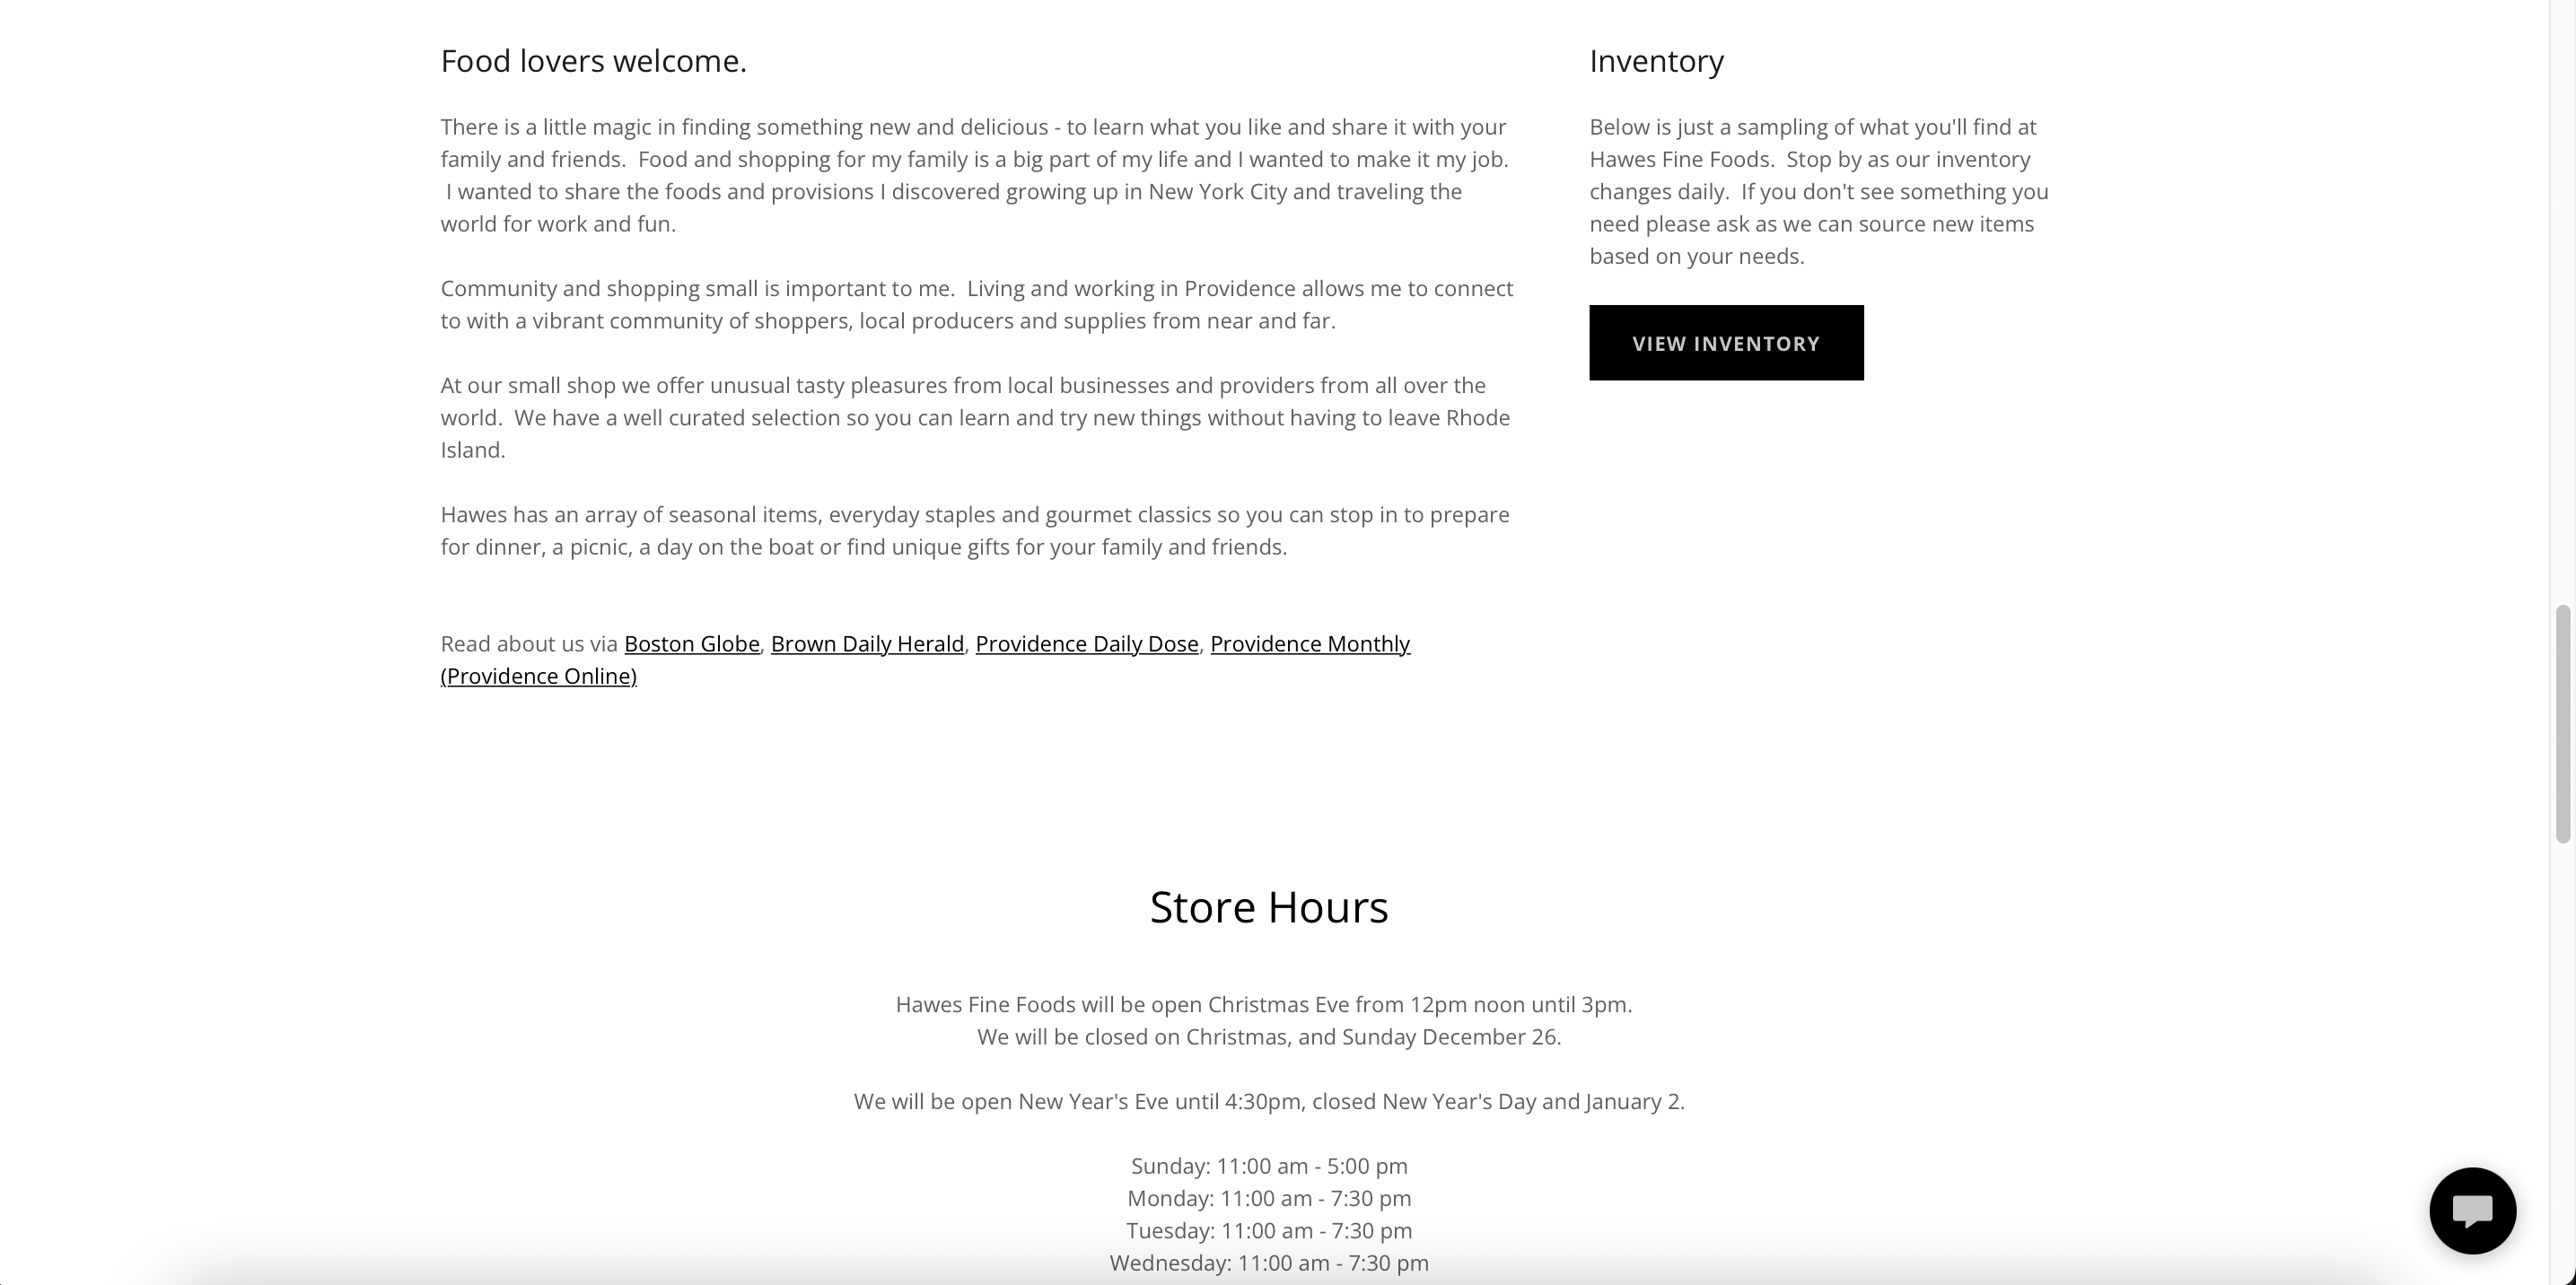 Food lovers welcome.
There is a little magic in finding something new and delicious - to learn what you like and share it with your
family and friends.  Food and shopping for my family is a big part of my life and I wanted to make it my job.
I wanted to share the foods and provisions I discovered growing up in New York City and traveling the
world for work and fun.
Community and shopping small is important to me.  Living and working in Providence allows me to connect
to with a vibrant community of shoppers, local producers and supplies from near and far.
At our small shop we offer unusual tasty pleasures from local businesses and providers from all over the
world.  We have a well curated selection so you can learn and try new things without having to leave Rhode
Island.
Hawes has an array of seasonal items, everyday staples and gourmet classics so you can stop in to prepare
for dinner, a picnic, a day on the boat or find unique gifts for your family and friends.
Read about us via Boston Globe, Brown Daily Herald, Providence Daily Dose, Providence Monthly
(Providence Online)
Inventory
Below is just a sampling of what you'll find at
Hawes Fine Foods.  Stop by as our inventory
changes daily.  If you don't see something you
need please ask as we can source new items
based on your needs.
VIEW INVENTORY
Store Hours
Hawes Fine Foods will be open Christmas Eve from 12pm noon until 3pm.
We will be closed on Christmas, and Sunday December 26.
We will be open New Year's Eve until 4:30pm, closed New Year's Day and January 2.
Sunday: 11:00 am - 5:00 pm
Monday: 11:00 am - 7:30 pm
Tuesday: 11:00 am - 7:30 pm
Wednesday: 11:00 am - 7:30 pm